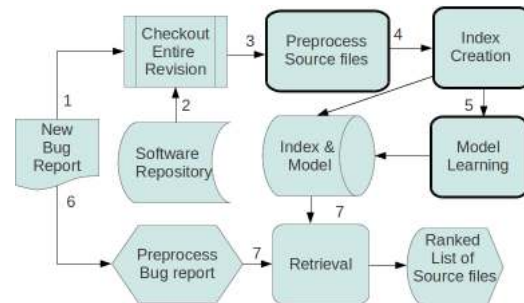 Checkout
Entire
Revision
3
Preprocess
Source files
4
Index
Creation
1
2
5
New
Bug
Report
Software
Repository
Index &
Model
Model
Learning
6
7
Preprocess
Bug report
7
Retrieval
Ranked
List of
Source files